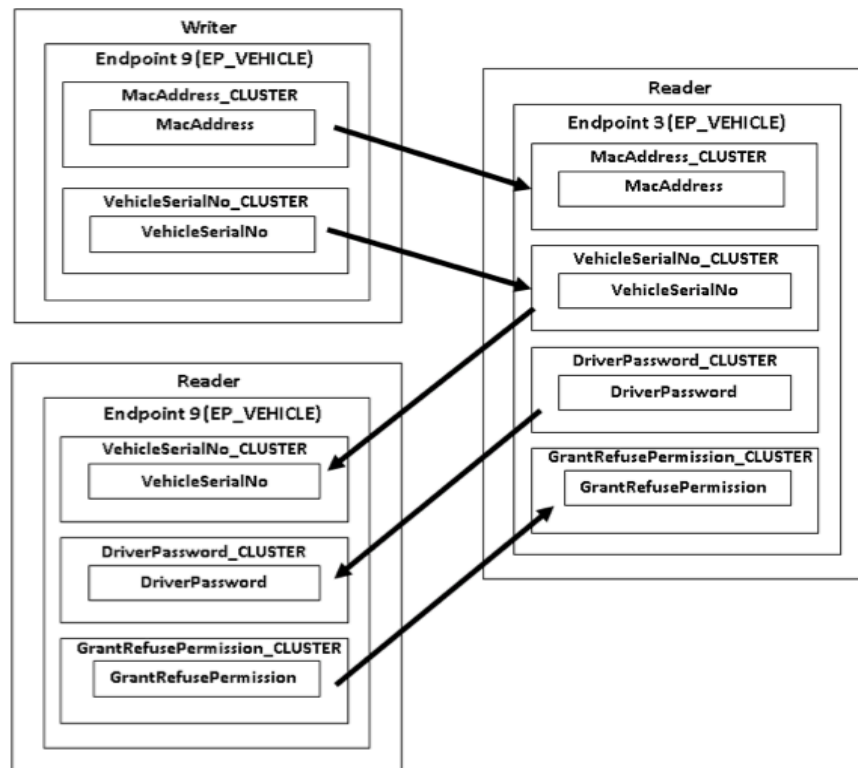 Writer
Endpoint 9 (EP_VEHICLE)
MacAddress_CLUSTER
MacAddress
VehicleSerialNo_CLUSTER
VehicleSerialNo
Reader
Endpoint 3 (EP_VEHICLE)
MacAddress_CLUSTER
MacAddress
VehicleSerialNo_CLUSTER
VehicleSerialNo
DriverPassword_CLUSTER
DriverPassword
GrantRefusePermission_CLUSTER
GrantRefusePermission
Reader
Endpoint 9 (EP_VEHICLE)
VehicleSerialNo_CLUSTER
VehicleSerialNo
DriverPassword_CLUSTER
DriverPassword
GrantRefusePermission_CLUSTER
GrantRefusePermission